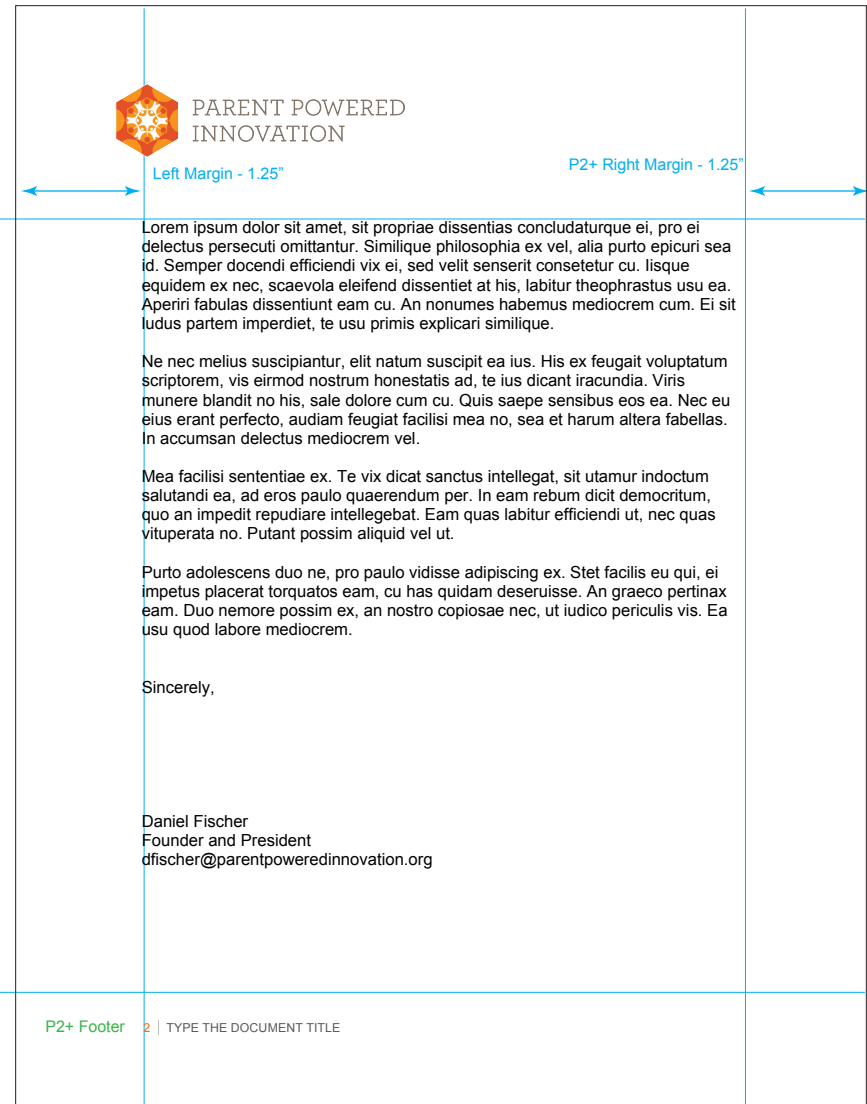 PARENT POWERED
INNOVATION
Left Margin - 1.25”
P2+ Right Margin - 1.25”
Lorem ipsum dolor sit amet, sit propriae dissentias concludaturque ei, pro ei
delectus persecuti omittantur. Similique philosophia ex vel, alia purto epicuri sea
id. Semper docendi efficiendi vix ei, sed velit senserit consetetur cu. Iisque
equidem ex nec, scaevola eleifend dissentiet at his, labitur theophrastus usu ea.
Aperiri fabulas dissentiunt eam cu. An nonumes habemus mediocrem cum. Ei sit
ludus partem imperdiet, te usu primis explicari similique.
Ne nec melius suscipiantur, elit natum suscipit ea ius. His ex feugait voluptatum
scriptorem, vis eirmod nostrum honestatis ad, te ius dicant iracundia. Viris
munere blandit no his, sale dolore cum cu. Quis saepe sensibus eos ea. Nec eu
eius erant perfecto, audiam feugiat facilisi mea no, sea et harum altera fabellas.
In accumsan delectus mediocrem vel.
Mea facilisi sententiae ex. Te vix dicat sanctus intellegat, sit utamur indoctum
salutandi ea, ad eros paulo quaerendum per. In eam rebum dicit democritum,
quo an impedit repudiare intellegebat. Eam quas labitur efficiendi ut, nec quas
vituperata no. Putant possim aliquid vel ut.
Purto adolescens duo ne, pro paulo vidisse adipiscing ex. Stet facilis eu qui, ei
impetus placerat torquatos eam, cu has quidam deseruisse. An graeco pertinax
eam. Duo nemore possim ex, an nostro copiosae nec, ut iudico periculis vis. Ea
usu quod labore mediocrem.
Sincerely,
Daniel Fischer
Founder and President
dfischer@parentpoweredinnovation.org
P2+ Footer 2 | TYPE THE DOCUMENT TITLE